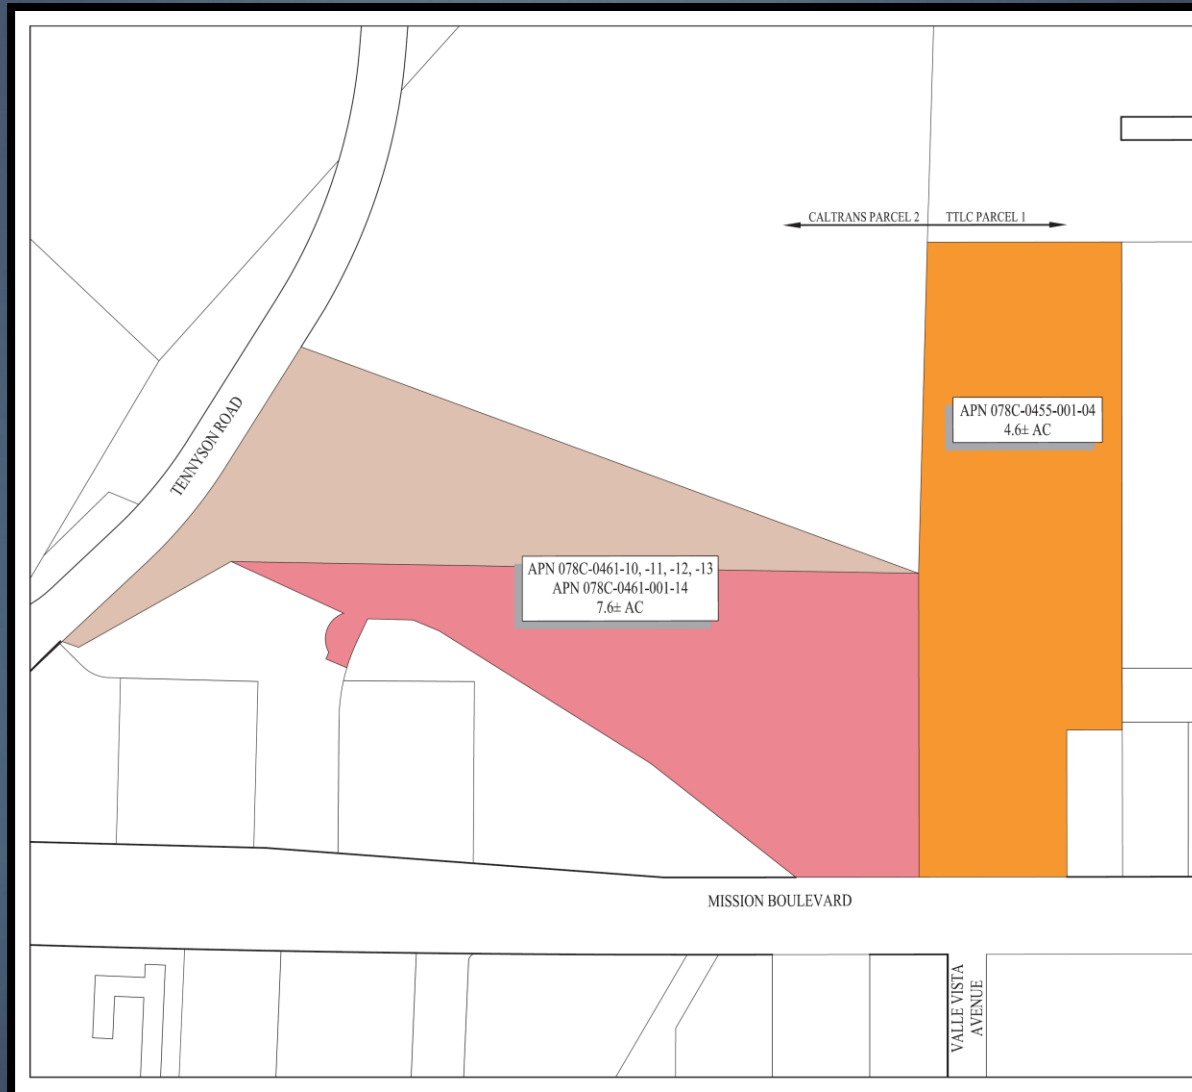 CALTRANS PARCEL 2
TTLC PARCEL 1
TENNYSON ROAD
APN 078C-0455-001-04
4.6± AC
APN 078C-0461-10, -11, -12, -13
APN 078C-0461-001-14
7.6± AC
MISSION BOULEVARD
VALLE VISTA
AVENUE